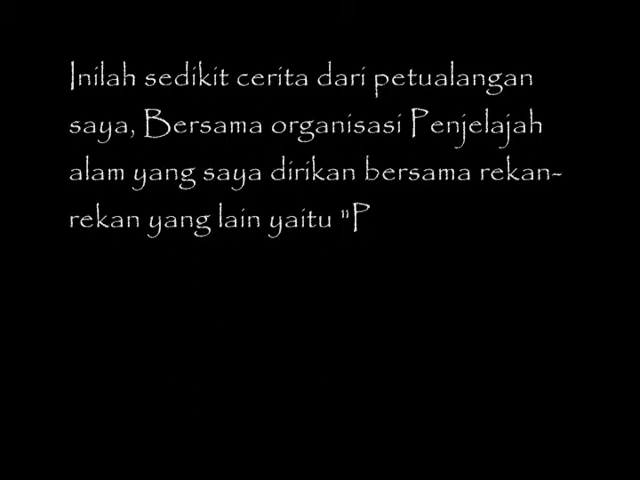 Inilah sedikit cerita dari petualangan
saya, Bersama organisasi Penjelajah
alam yang saya dirikan bersama rekan-
rekan yang lain yaitu "P